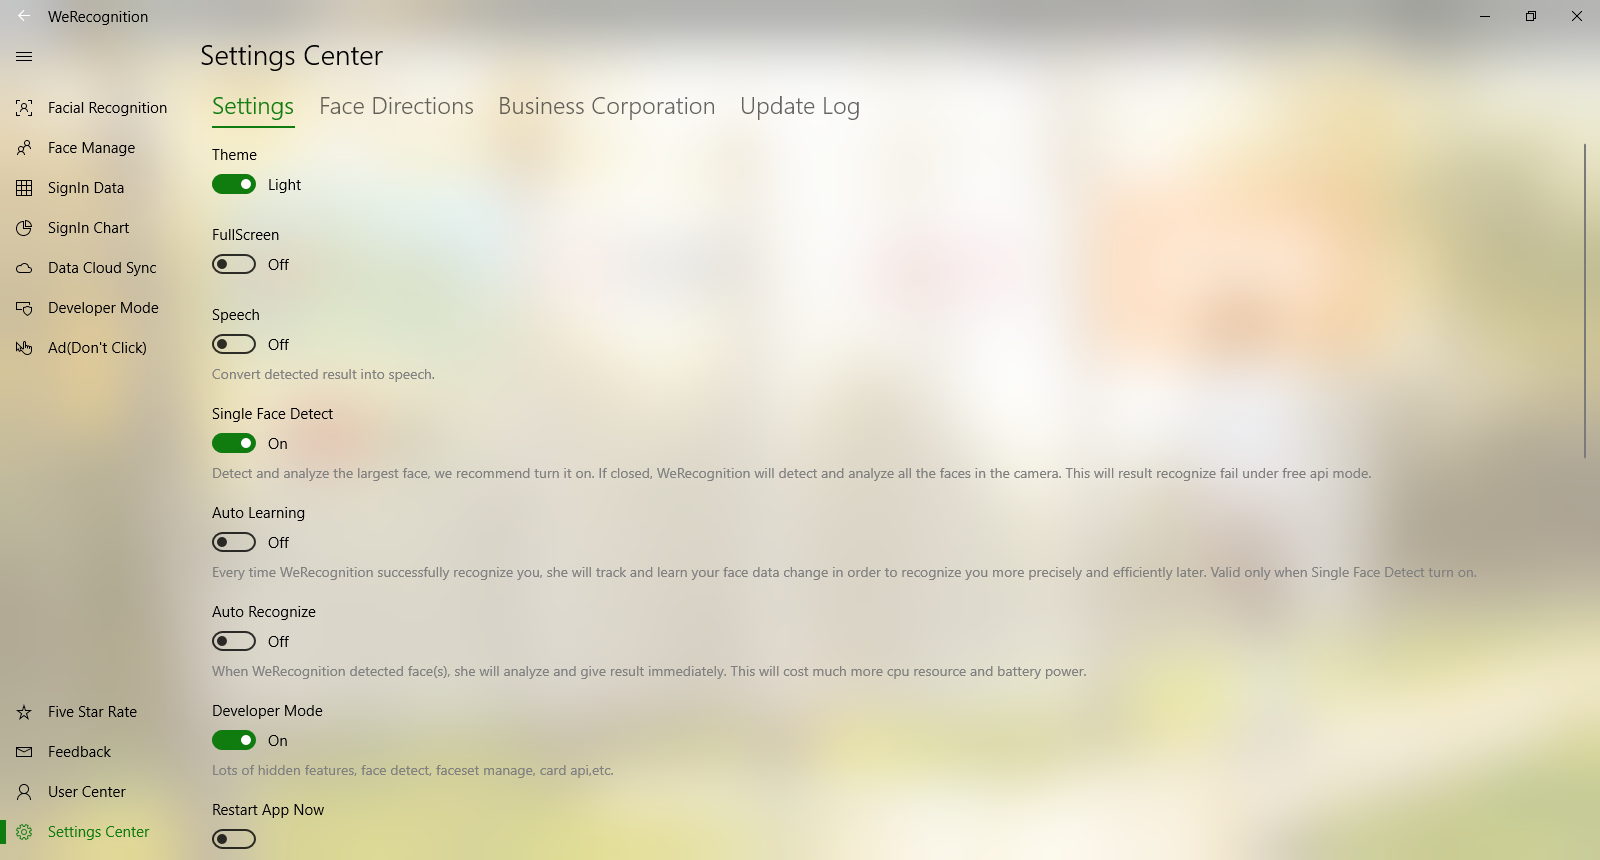 WeRecognition
Settings Center
Facial Recognition
Face Manage
SignIn Data
SignIn Chart
Data Cloud Sync
Developer Mode
Ad(Don't Click)
Five Star Rate
Feedback
User Center
Settings Center
Settings Face Directions Business Corporation Update Log
Theme
Light
FullScreen
Off
Speech
Off
Convert detected result into speech.
Single Face Detect
On
Detect and analyze the largest face, we recommend turn it on. If closed, WeRecognition will detect and analyze all the faces in the camera. This will result recognize fail under free api mode.
Auto Learning
Off
Every time WeRecognition successfully recognize you, she will track and learn your face data change in order to recognize you more precisely and efficiently later. Valid only when Single Face Detect turn on.
Auto Recognize
Off
When WeRecognition detected face(s), she will analyze and give result immediately. This will cost much more cpu resource and battery power.
Developer Mode
On
Lots of hidden features, face detect, faceset manage, card api,etc.
Restart App Now